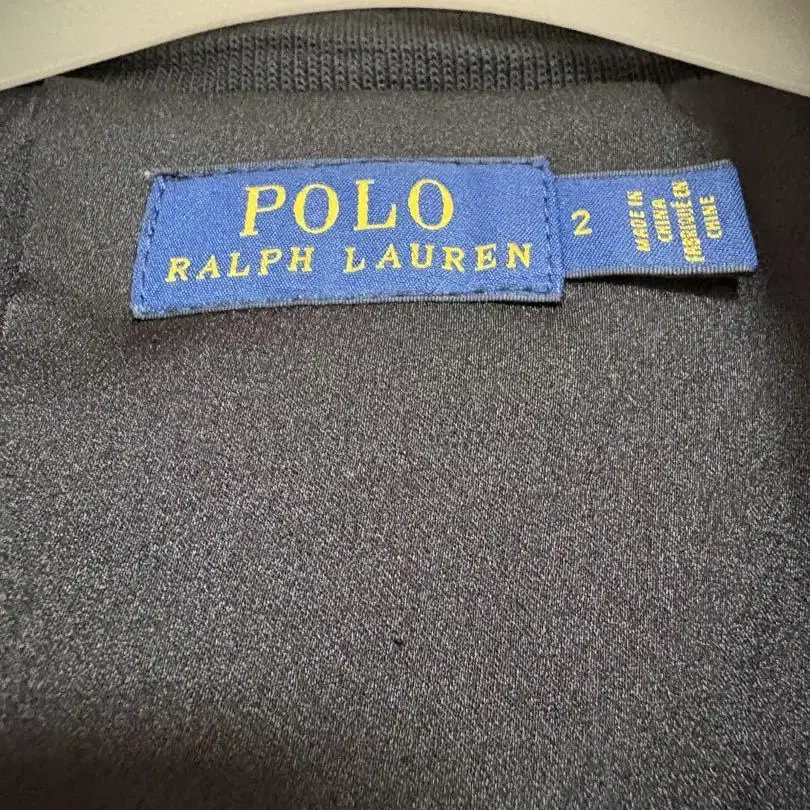 POLO
RALPH LAUREN
2
MADE IN
CHINA
FABRIQUÉ EN
CHINE